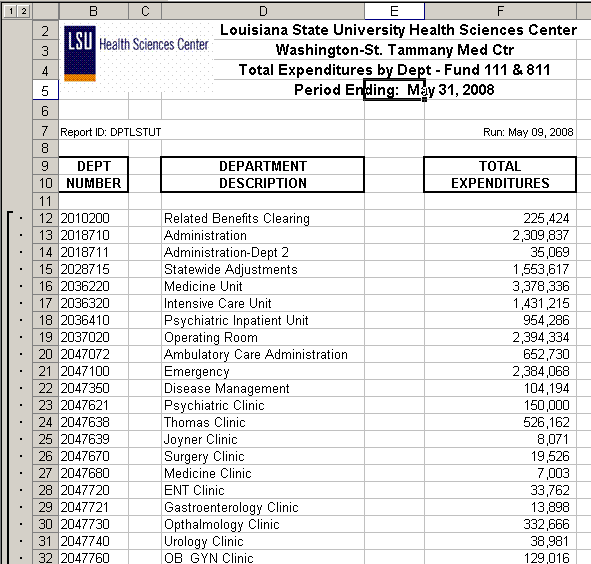 1 2 B C D E F
2 Louisiana State University Health Sciences Center
3 Washington-St. Tammany Med Ctr
LSU Health Sciences Center
4 Total Expenditures by Dept - Fund 111 & 811
5 Period Ending: May 31, 2008
6
7 Report ID: DPTLSTUT Run: May 09, 2008
8
9 DEPT DEPARTMENT TOTAL
10 NUMBER DESCRIPTION EXPENDITURES
11
12 2010200 Related Benefits Clearing 225,424
13 2018710 Administration 2,309,837
14 2018711 Administration-Dept 2 35,069
15 2028715 Statewide Adjustments 1,553,617
16 2036220 Medicine Unit 3,378,336
17 2036320 Intensive Care Unit 1,431,215
18 2036410 Psychiatric Inpatient Unit 954,286
19 2037020 Operating Room 2,394,334
20 2047072 Ambulatory Care Administration 652,730
21 2047100 Emergency 2,384,068
22 2047350 Disease Management 104,194
23 2047621 Psychiatric Clinic 150,000
24 2047638 Thomas Clinic 526,162
25 2047639 Joyner Clinic 8,071
26 2047670 Surgery Clinic 19,526
27 2047680 Medicine Clinic 7,003
28 2047720 ENT Clinic 33,762
29 2047721 Gastroenterology Clinic 13,898
30 2047730 Opthalmology Clinic 332,666
31 2047740 Urology Clinic 38,981
32 2047760 OB GYN Clinic 129,016